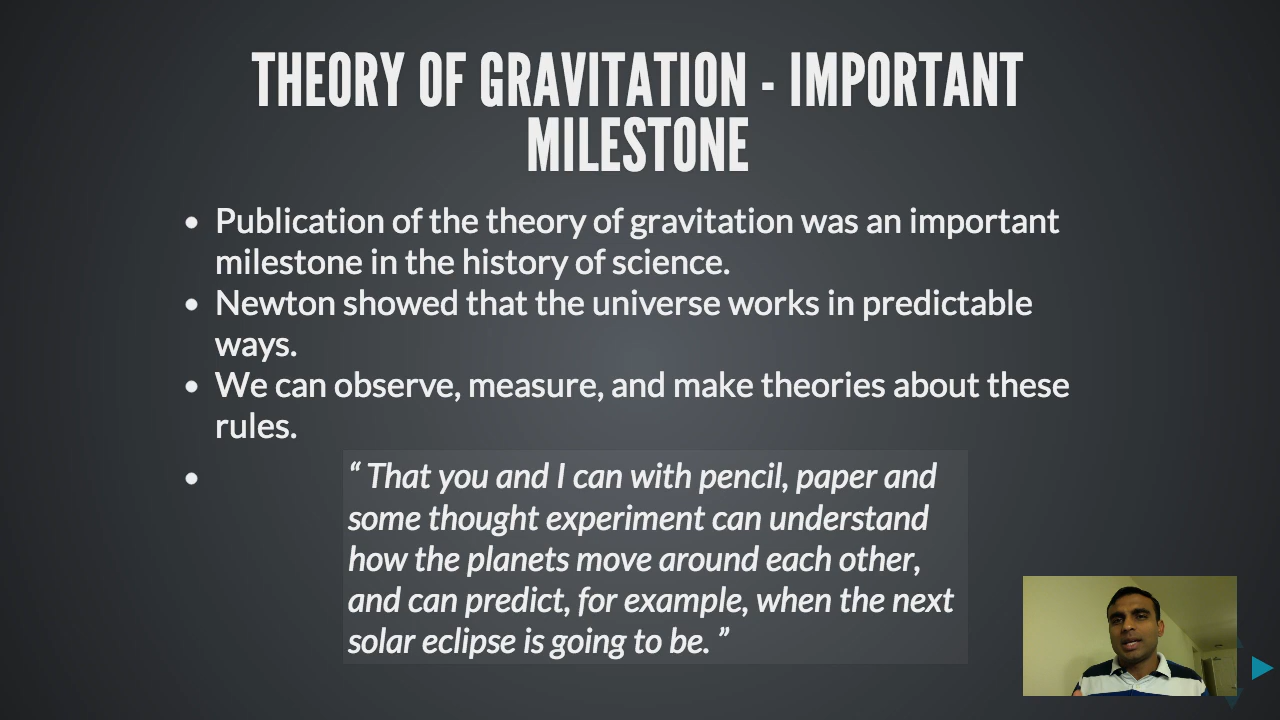 THEORY OF GRAVITATION - IMPORTANT
MILESTONE
• Publication of the theory of gravitation was an important
milestone in the history of science.
• Newton showed that the universe works in predictable
ways.
• We can observe, measure, and make theories about these
rules.
• “ That you and I can with pencil, paper and
some thought experiment can understand
how the planets move around each other,
and can predict, for example, when the next
solar eclipse is going to be. ”